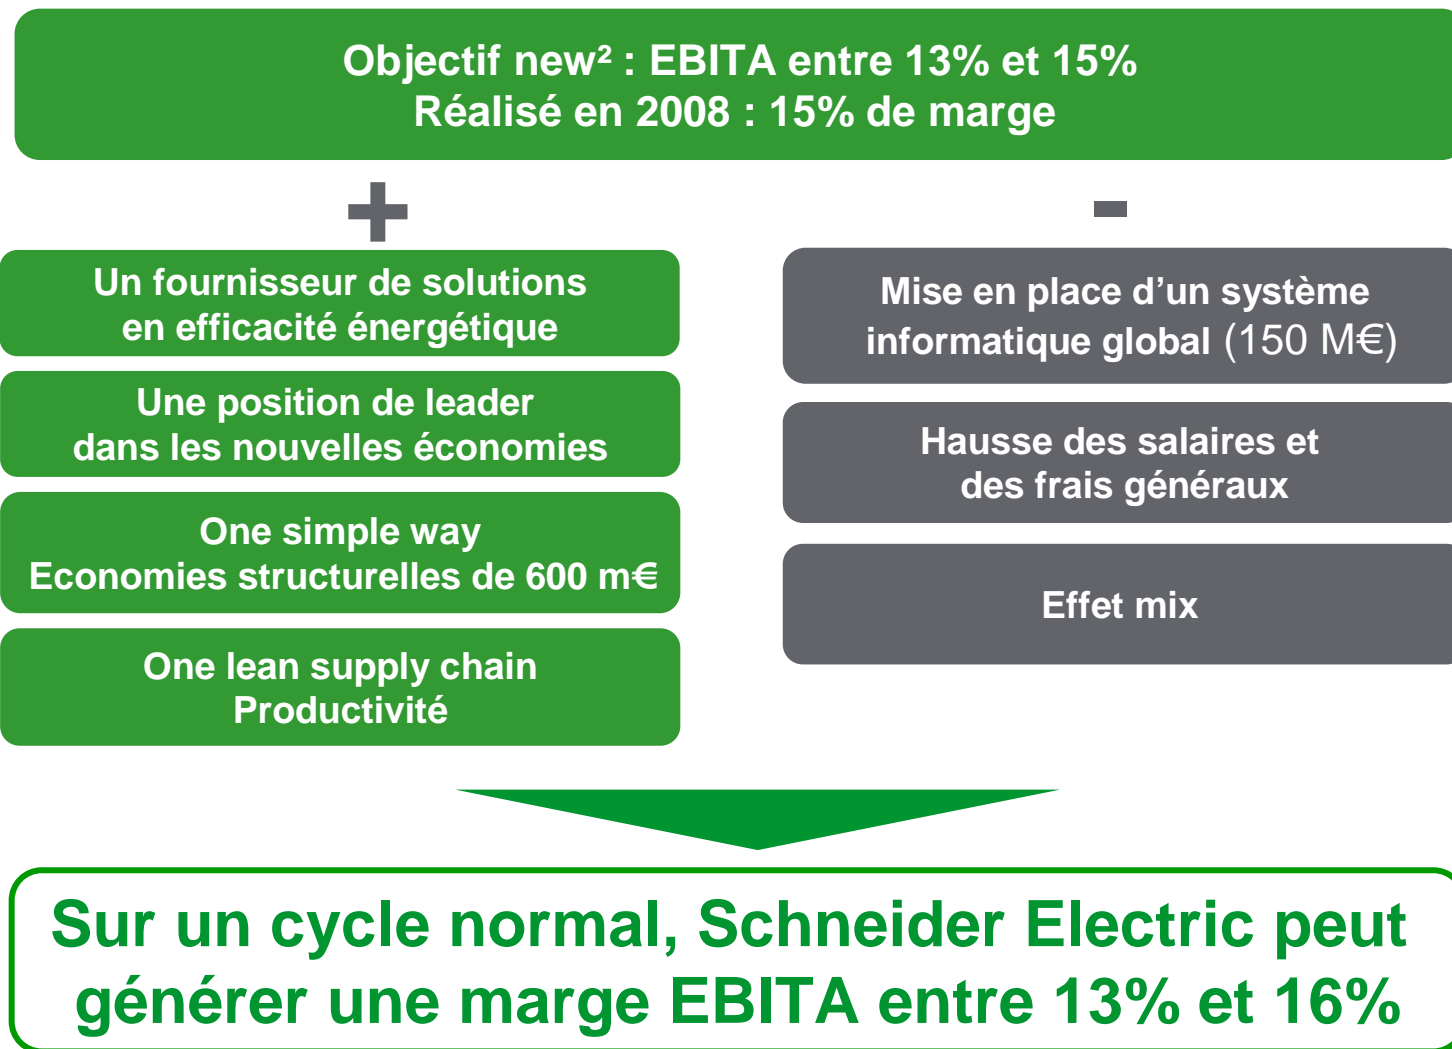 Objectif new² : EBITA entre 13% et 15%
Réalisé en 2008 : 15% de marge
+
-
Un fournisseur de solutions
en efficacité énergétique
Une position de leader
dans les nouvelles économies
One simple way
Economies structurelles de 600 m€
One lean supply chain
Productivité
Mise en place d’un système
informatique global (150 M€)
Hausse des salaires et
des frais généraux
Effet mix
Sur un cycle normal, Schneider Electric peut
générer une marge EBITA entre 13% et 16%